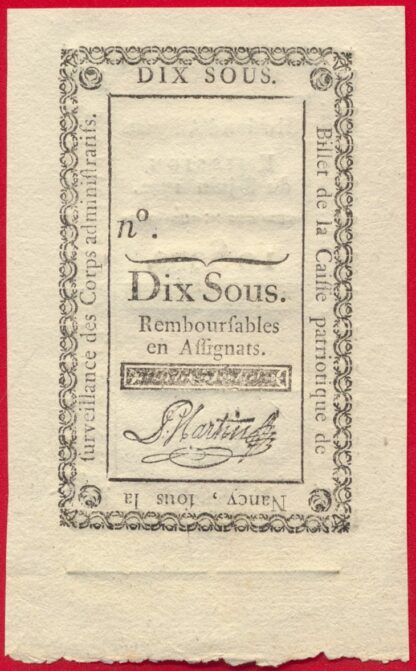 DIX SOUS.
Billet de la Caiſſe patriotique de
Nancy, ſous la
ſurveillance des Corps adminiſtratifs.
nº.
Dix Sous.
Rembourſables
en Aſſignats.